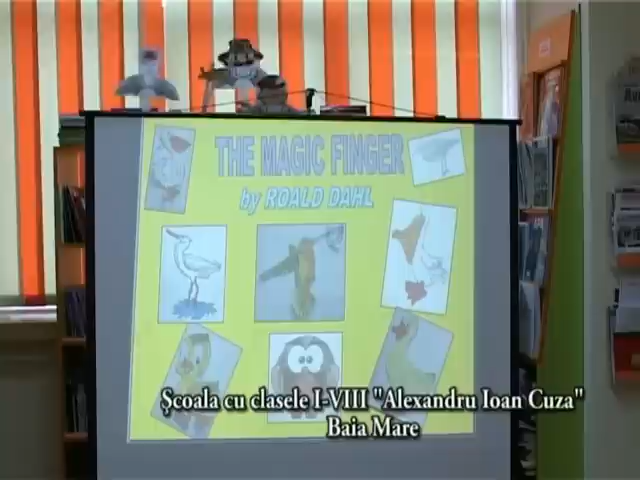 THE MAGIC FINGER
by ROALD DAHL
Şcoala cu clasele I-VIII "Alexandru Ioan Cuza"
Baia Mare